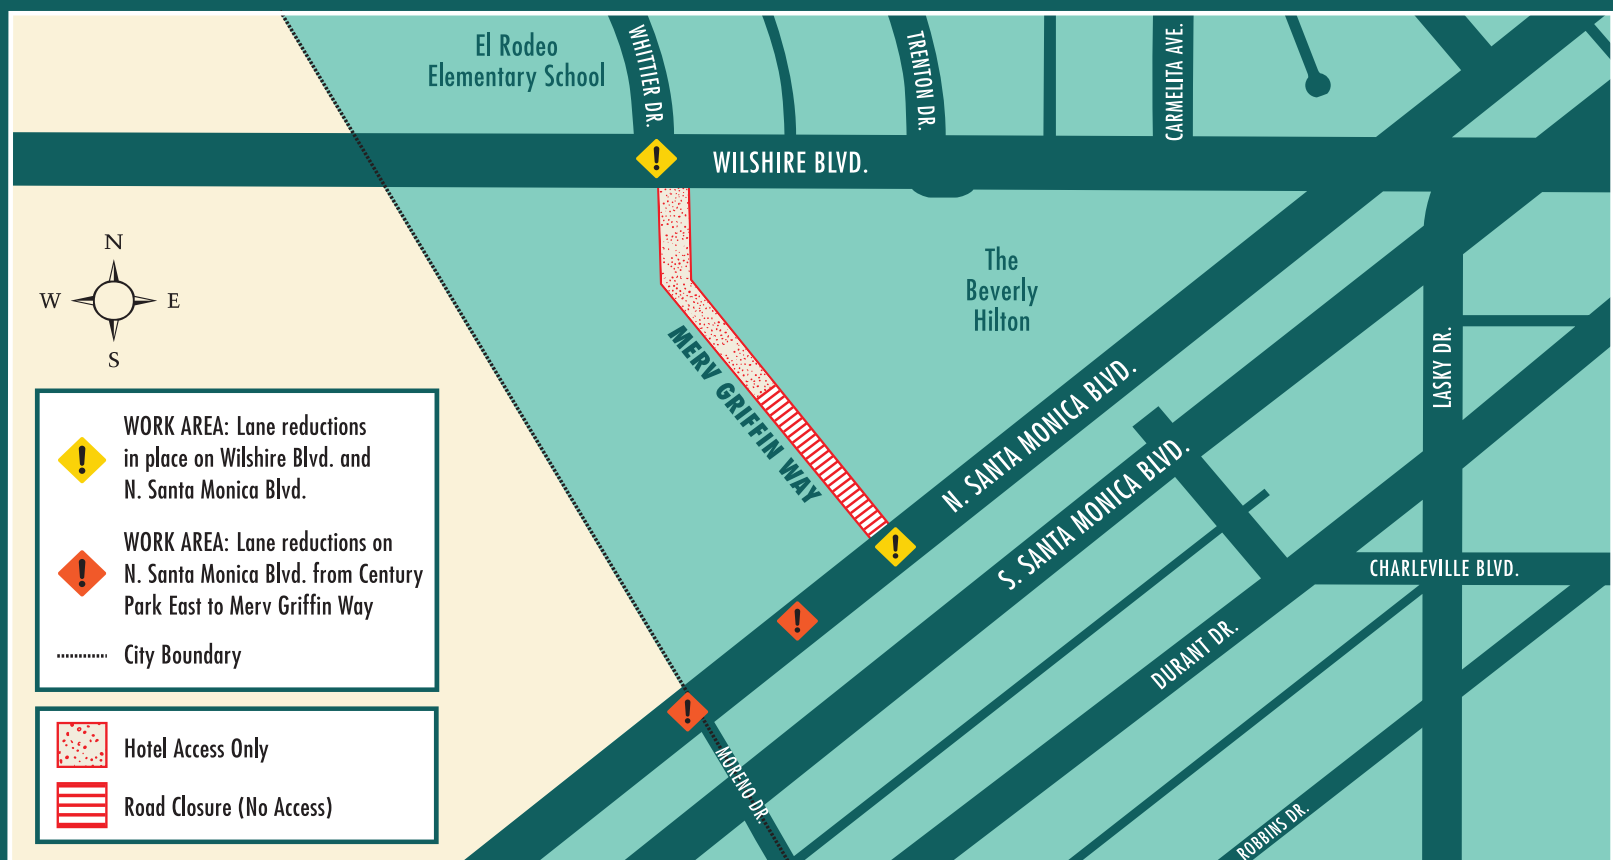 El Rodeo
Elementary School
WHITTIER DR.
TRENTON DR.
CARMELITA AVE.
WILSHIRE BLVD.
N
W
E
S
The
Beverly
Hilton
MERV GRIFFIN WAY
N. SANTA MONICA BLVD.
S. SANTA MONICA BLVD.
LASKY DR.
CHARLEVILLE BLVD.
DURANT DR.
MORENO DR.
ROBBINS DR.
WORK AREA: Lane reductions
in place on Wilshire Blvd. and
N. Santa Monica Blvd.
WORK AREA: Lane reductions on
N. Santa Monica Blvd. from Century
Park East to Merv Griffin Way
City Boundary
Hotel Access Only
Road Closure (No Access)